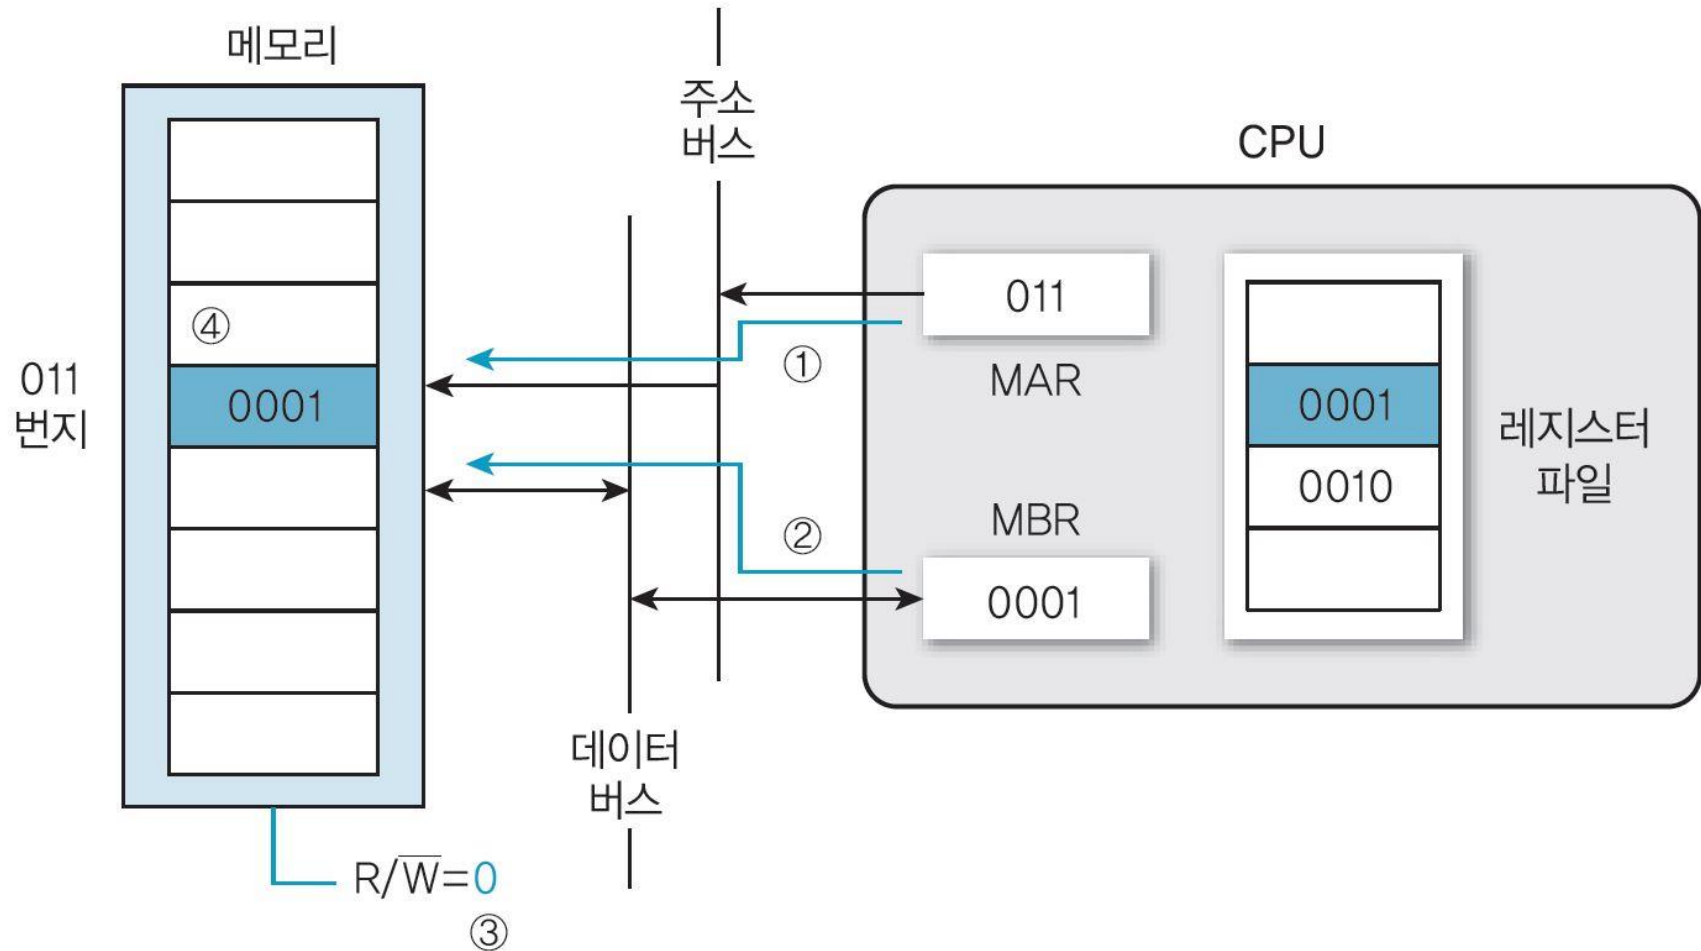 메모리
주소
버스
CPU
④
011
번지
0001
①
011
MAR
②
MBR
0001
0001
0010
레지스터
파일
데이터
버스
R/W̅=0
③